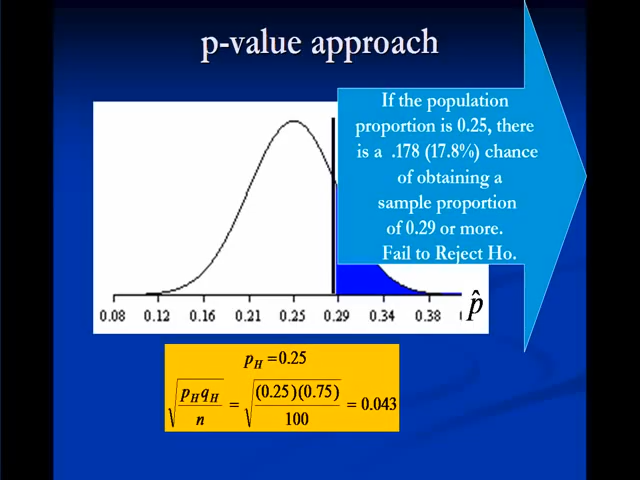 p-value approach
If the population
proportion is 0.25, there
is a .178 (17.8%) chance
of obtaining a
sample proportion
of 0.29 or more.
Fail to Reject Ho.
0.08 0.12 0.16 0.21 0.25 0.29 0.34 0.38
p̂
p_H = 0.25
√(p_H q_H / n) = √((0.25)(0.75) / 100) = 0.043